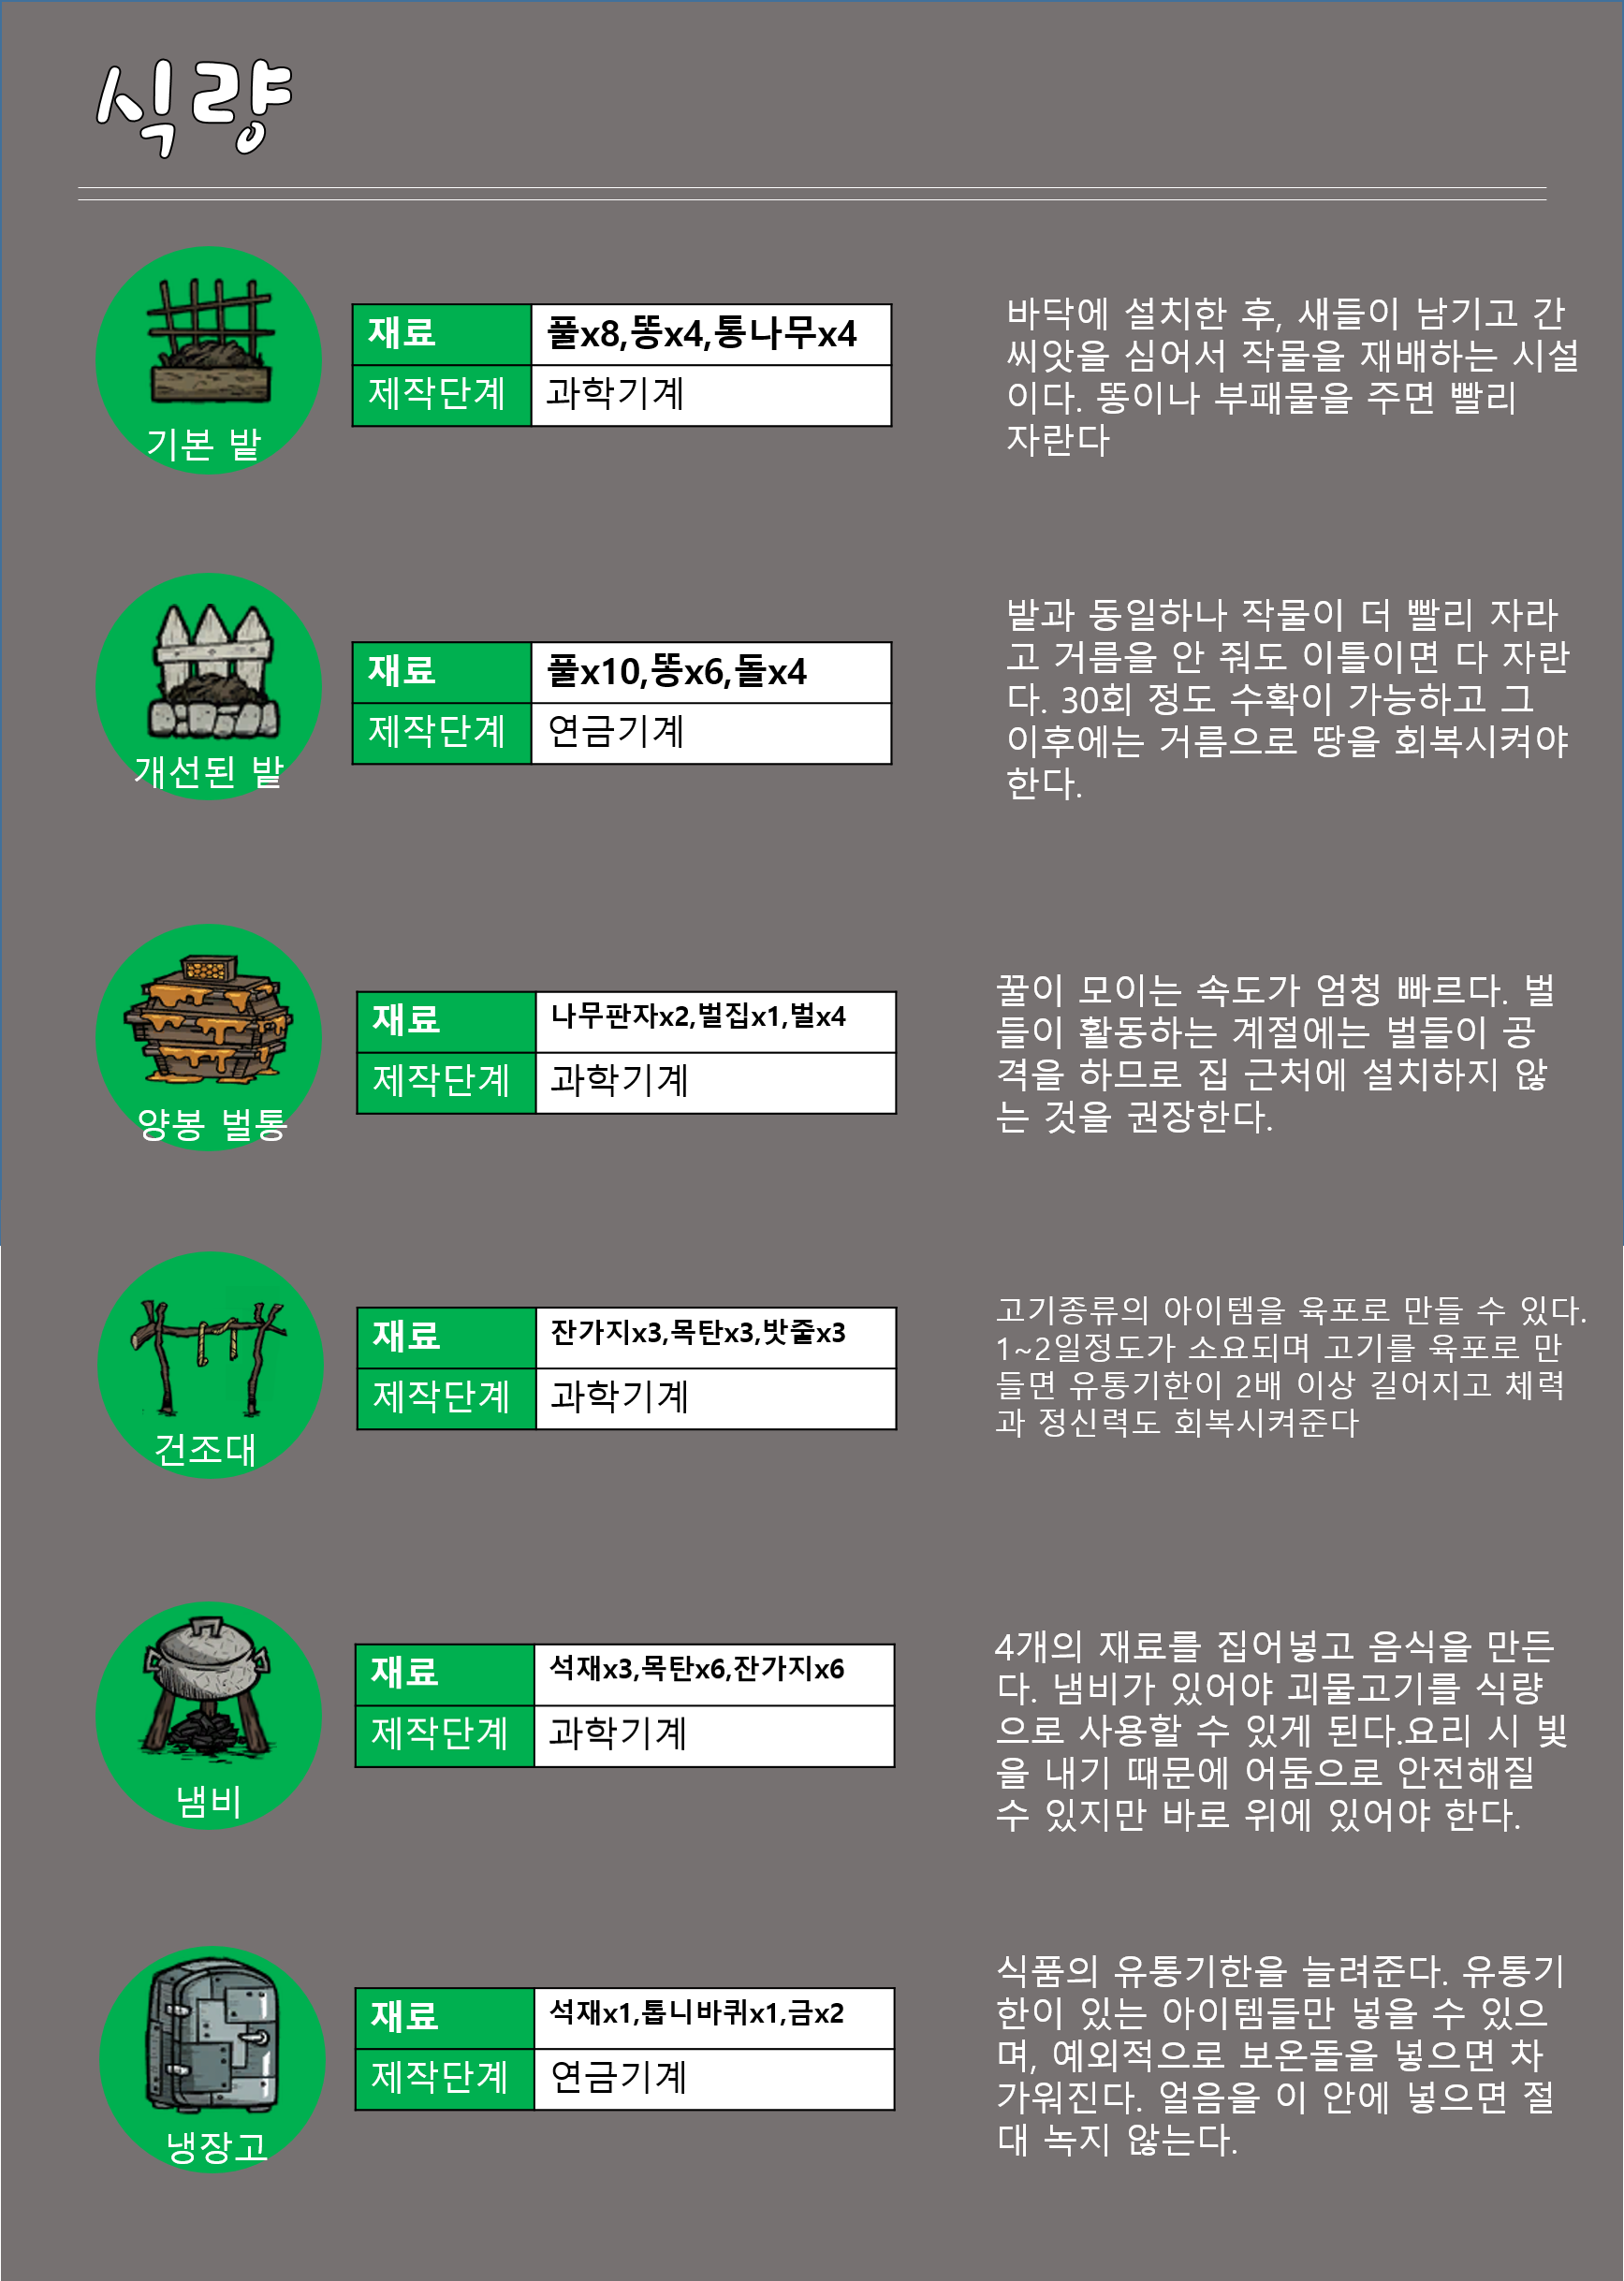 식량
기본 밭
재료 풀x8,똥x4,통나무x4
제작단계 과학기계
바닥에 설치한 후, 새들이 남기고 간
씨앗을 심어서 작물을 재배하는 시설
이다. 똥이나 부패물을 주면 빨리
자란다
개선된 밭
재료 풀x10,똥x6,돌x4
제작단계 연금기계
밭과 동일하나 작물이 더 빨리 자라
고 거름을 안 줘도 이틀이면 다 자란
다. 30회 정도 수확이 가능하고 그
이후에는 거름으로 땅을 회복시켜야
한다.
양봉 벌통
재료 나무판자x2,벌집x1,벌x4
제작단계 과학기계
꿀이 모이는 속도가 엄청 빠르다. 벌
들이 활동하는 계절에는 벌들이 공
격을 하므로 집 근처에 설치하지 않
는 것을 권장한다.
건조대
재료 잔가지x3,목탄x3,밧줄x3
제작단계 과학기계
고기종류의 아이템을 육포로 만들 수 있다.
1~2일정도가 소요되며 고기를 육포로 만
들면 유통기한이 2배 이상 길어지고 체력
과 정신력도 회복시켜준다
냄비
재료 석재x3,목탄x6,잔가지x6
제작단계 과학기계
4개의 재료를 집어넣고 음식을 만든
다. 냄비가 있어야 괴물고기를 식량
으로 사용할 수 있게 된다.요리 시 빛
을 내기 때문에 어둠으로 안전해질
수 있지만 바로 위에 있어야 한다.
냉장고
재료 석재x1,톱니바퀴x1,금x2
제작단계 연금기계
식품의 유통기한을 늘려준다. 유통기
한이 있는 아이템들만 넣을 수 있으
며, 예외적으로 보온돌을 넣으면 차
가워진다. 얼음을 이 안에 넣으면 절
대 녹지 않는다.